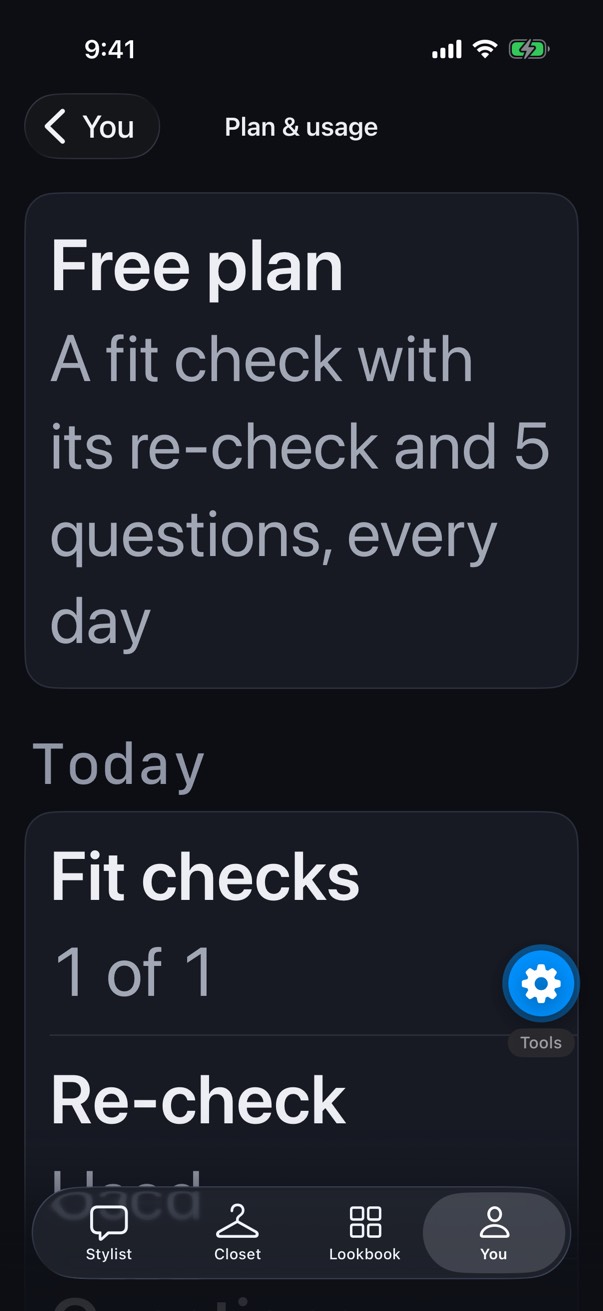 9:41
You
Plan & usage
Free plan
A fit check with
its re-check and 5
questions, every
day
Today
Fit checks
1 of 1
Tools
Re-check
Used
Stylist
Closet
Lookbook
You